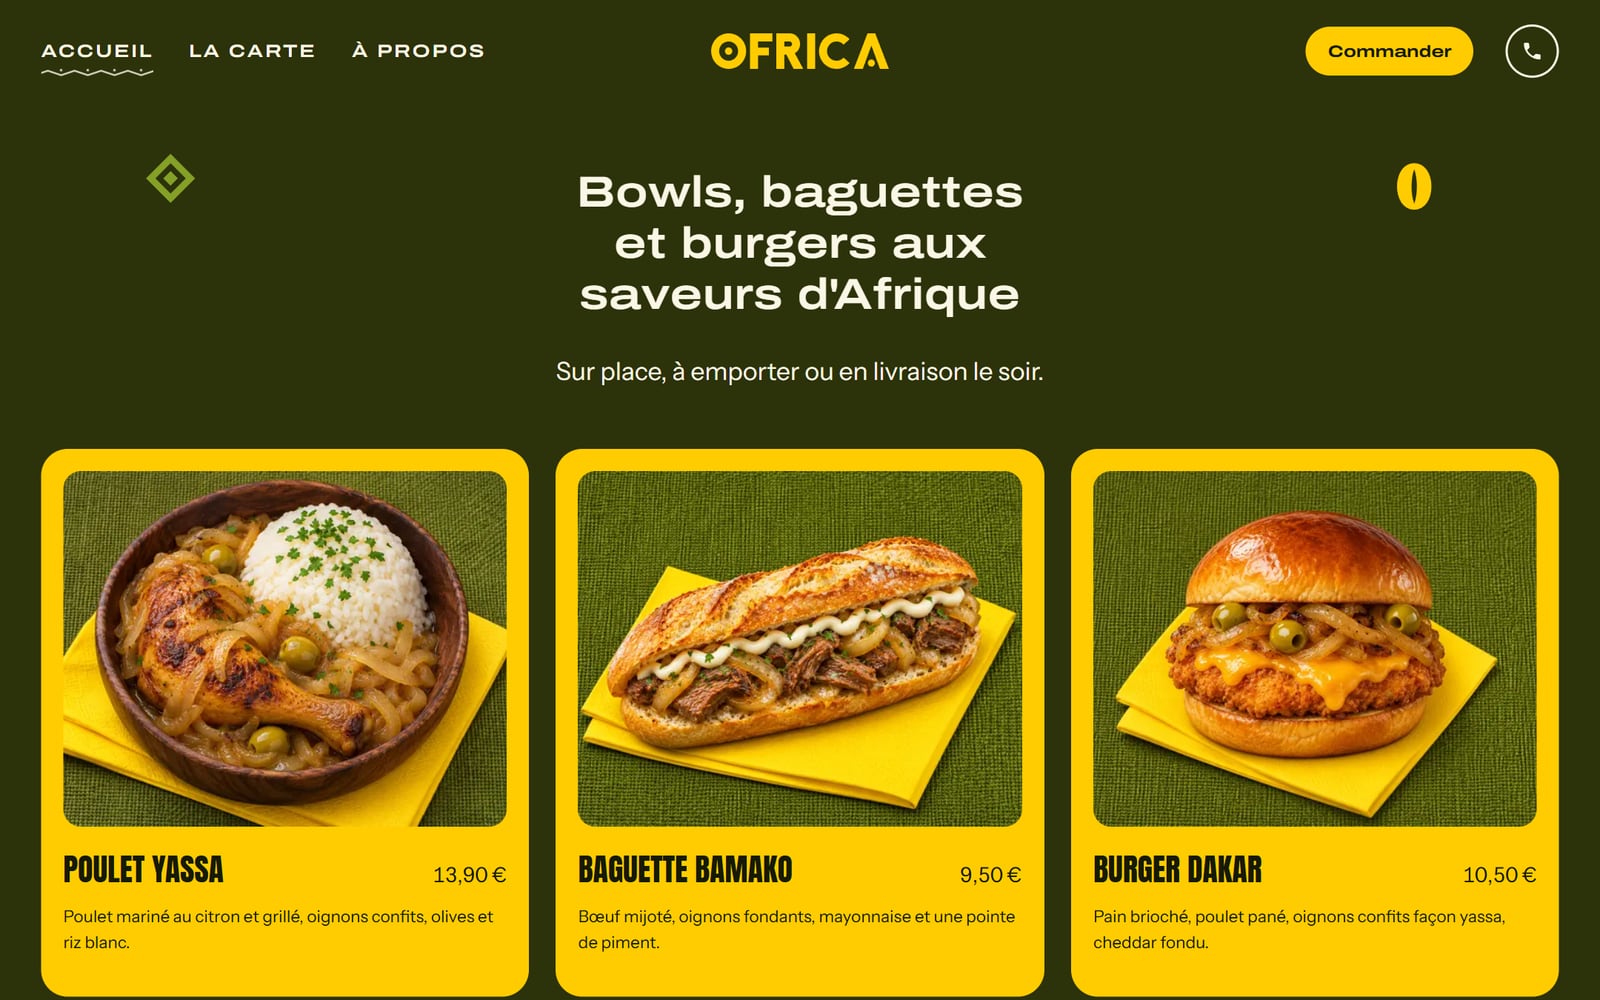 ACCUEIL
LA CARTE
À PROPOS
OFRICA
Commander
Bowls, baguettes
et burgers aux
saveurs d'Afrique
Sur place, à emporter ou en livraison le soir.
POULET YASSA
13,90 €
Poulet mariné au citron et grillé, oignons confits, olives et
riz blanc.
BAGUETTE BAMAKO
9,50 €
Bœuf mijoté, oignons fondants, mayonnaise et une pointe
de piment.
BURGER DAKAR
10,50 €
Pain brioché, poulet pané, oignons confits façon yassa,
cheddar fondu.